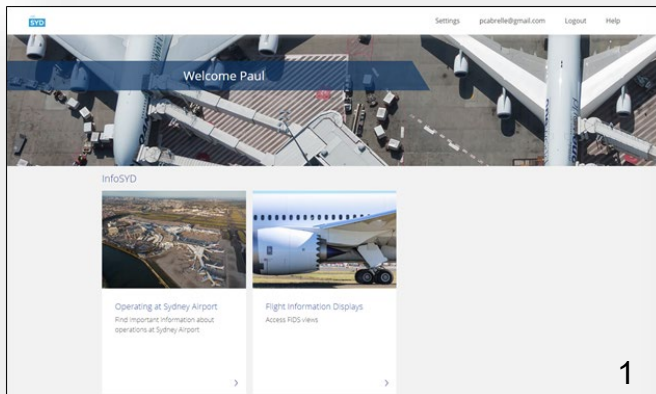 SYD
Settings pcabrelle@gmail.com Logout Help
Welcome Paul
InfoSYD
Operating at Sydney Airport
Find important information about
operations at Sydney Airport
Flight Information Displays
Access FIDS views
1